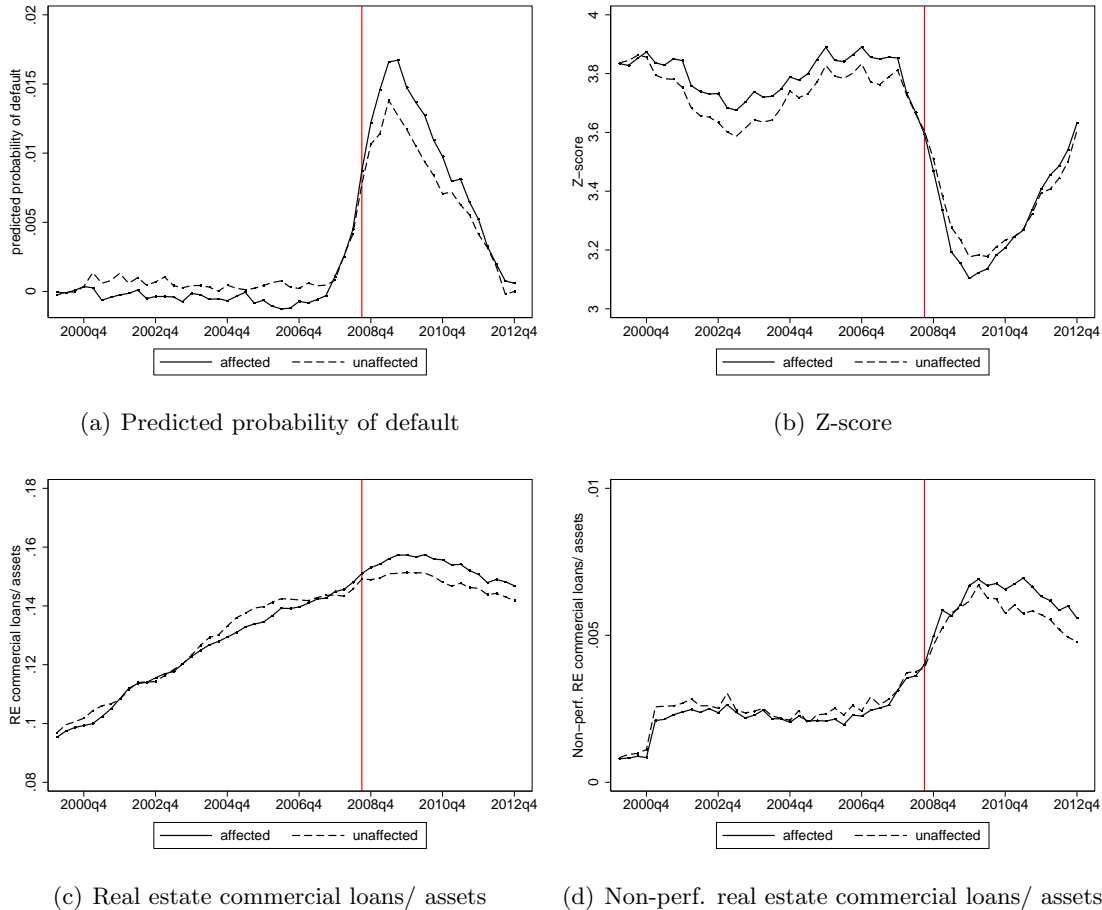 .02
.015
.01
.005
0
predicted probability of default
2000q4 2002q4 2004q4 2006q4 2008q4 2010q4 2012q4
affected unaffected
(a) Predicted probability of default
4
3.8
3.6
3.4
3.2
3
Z−score
2000q4 2002q4 2004q4 2006q4 2008q4 2010q4 2012q4
affected unaffected
(b) Z-score
.18
.16
.14
.12
.1
.08
RE commercial loans/ assets
2000q4 2002q4 2004q4 2006q4 2008q4 2010q4 2012q4
affected unaffected
(c) Real estate commercial loans/ assets
.01
.005
0
Non−perf. RE commercial loans/ assets
2000q4 2002q4 2004q4 2006q4 2008q4 2010q4 2012q4
affected unaffected
(d) Non-perf. real estate commercial loans/ assets